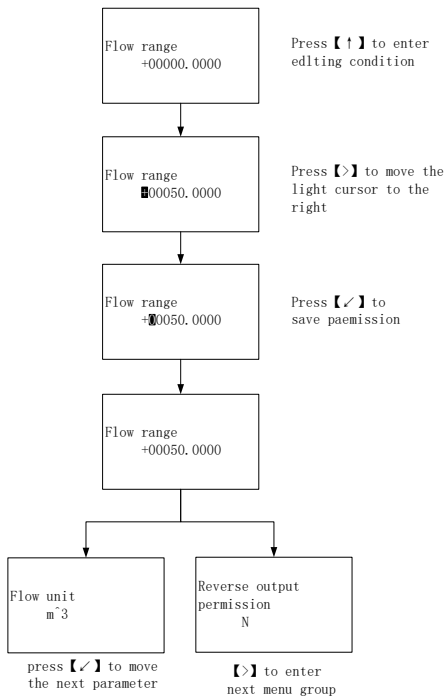 Flow range
+00000.0000
Press【↑】to enter
edlting condition
Flow range
+00050.0000
Press【>】to move the
light cursor to the
right
Flow range
+00050.0000
Press【↙】to
save paemission
Flow range
+00050.0000
Flow unit
m^3
Reverse output
permission
N
press【↙】to move
the next parameter
【>】to enter
next menu group